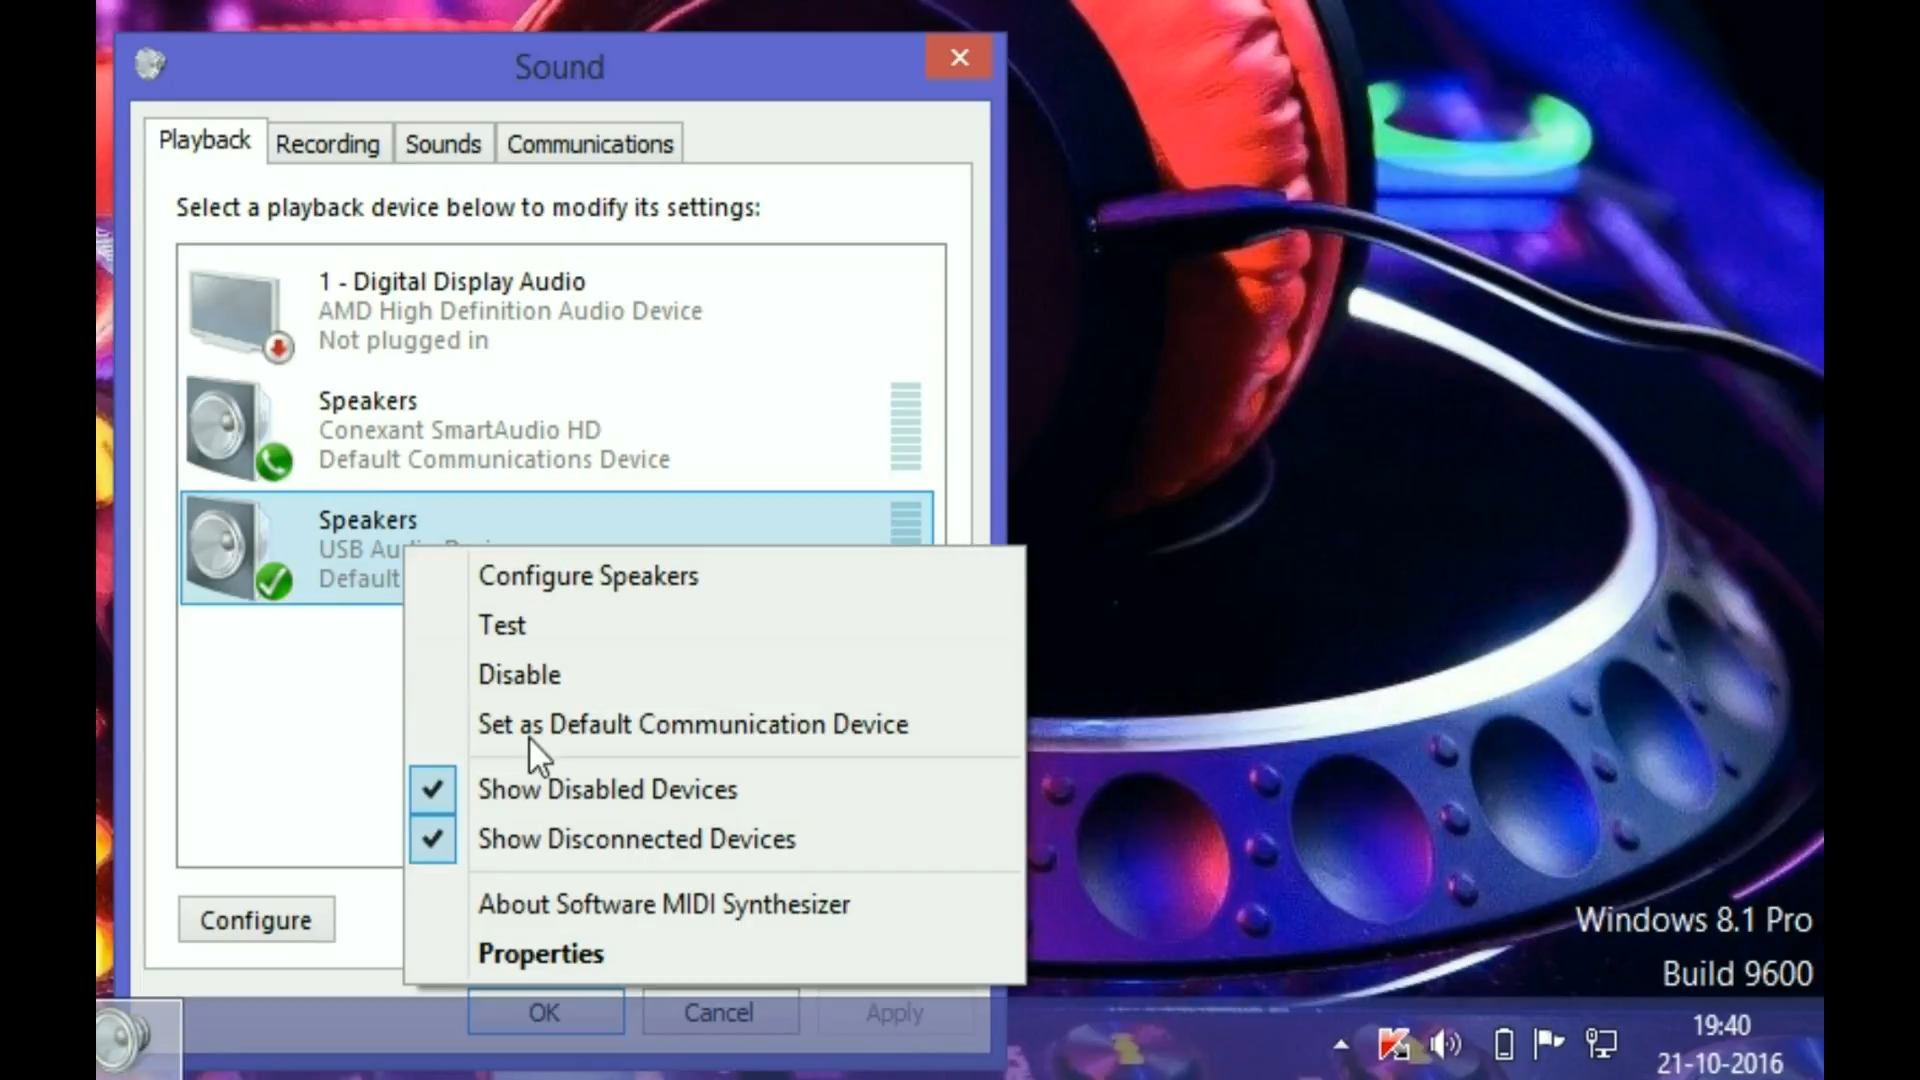 Sound
Playback
Recording
Sounds
Communications
Select a playback device below to modify its settings:
1 - Digital Display Audio
AMD High Definition Audio Device
Not plugged in
Speakers
Conexant SmartAudio HD
Default Communications Device
Speakers
USB
Default
Configure Speakers
Test
Disable
Set as Default Communication Device
Show Disabled Devices
Show Disconnected Devices
About Software MIDI Synthesizer
Properties
Configure
OK
Cancel
Apply
Windows 8.1 Pro
Build 9600
19:40
21-10-2016